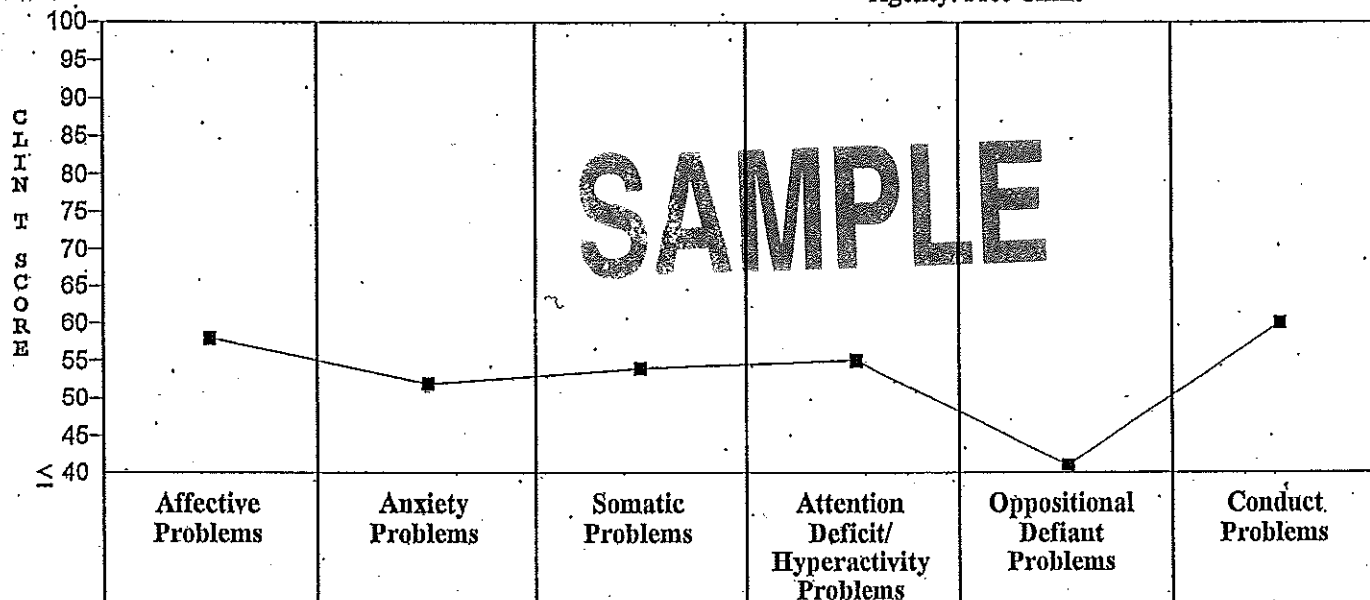 100
95
90
85
80
75
70
65
60
55
50
45
≤ 40
CLIN T SCORE
SAMPLE
Affective
Problems
Anxiety
Problems
Somatic
Problems
Attention
Deficit/
Hyperactivity
Problems
Oppositional
Defiant
Problems
Conduct
Problems